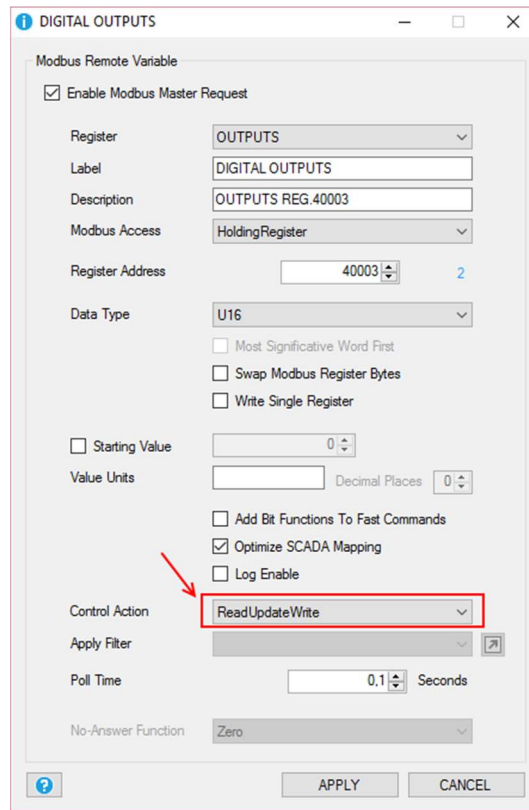 DIGITAL OUTPUTS
Modbus Remote Variable
Enable Modbus Master Request
Register OUTPUTS
Label DIGITAL OUTPUTS
Description OUTPUTS REG.40003
Modbus Access HoldingRegister
Register Address 40003 2
Data Type U16
Most Significative Word First
Swap Modbus Register Bytes
Write Single Register
Starting Value 0
Value Units Decimal Places 0
Add Bit Functions To Fast Commands
Optimize SCADA Mapping
Log Enable
Control Action ReadUpdateWrite
Apply Filter
Poll Time 0,1 Seconds
No-Answer Function Zero
? APPLY CANCEL